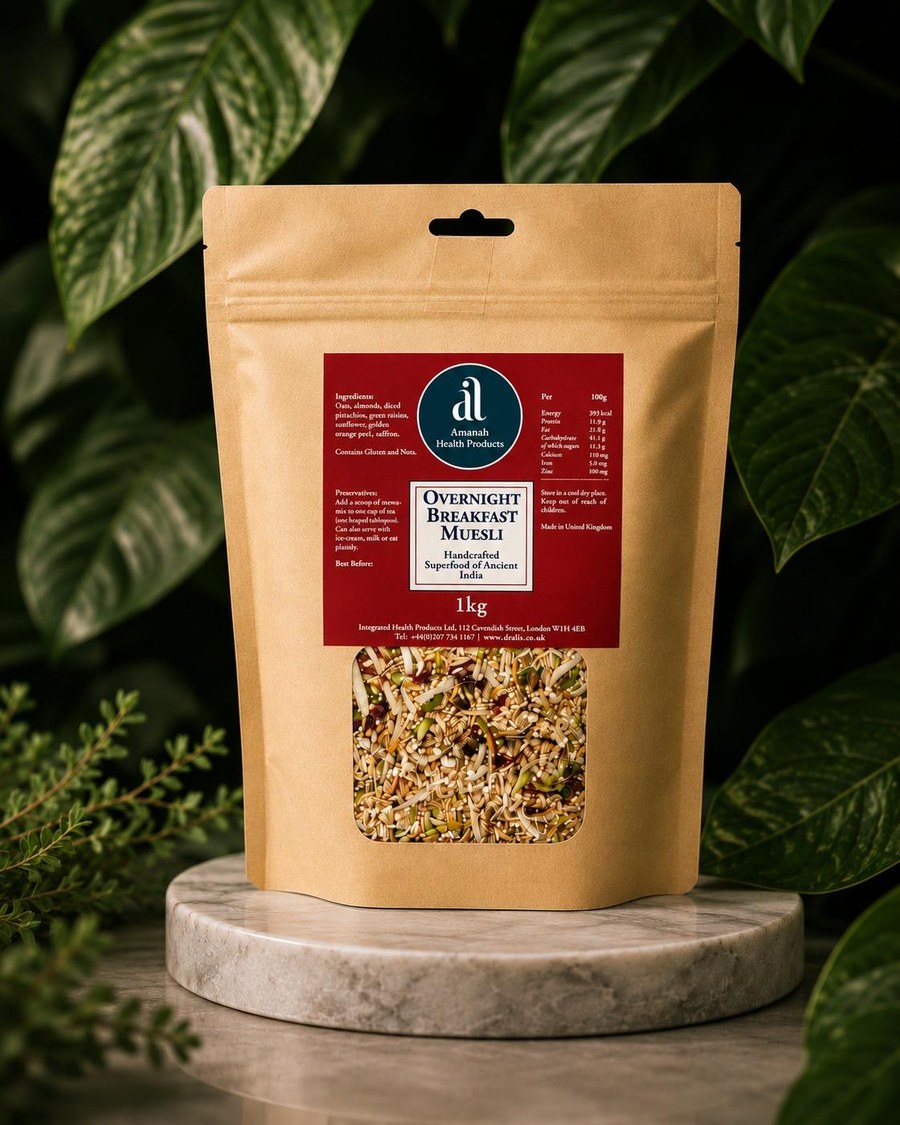 Ingredients:
Oats, almonds, diced
pistachios, green raisins,
sunflower, golden
orange peel, saffron.
Contains Gluten and Nuts.
Preservatives:
Add a scoop of mewa-
mix to one cup of tea
(one heaped tablespoon).
Can also serve with
ice-cream, milk or eat
plainly.
Best Before:
al
Amanah
Health Products
OVERNIGHT
BREAKFAST
MUESLI
Handcrafted
Superfood of Ancient
India
1kg
Per 100g
Energy 393 kcal
Protein 11.9 g
Fat 21.8 g
Carbohydrate 41.1 g
of which sugars 11.3 g
Calcium 110 mg
Iron 5.0 mg
Zinc 100 mg
Store in a cool dry place.
Keep out of reach of
children.
Made in United Kingdom
Integrated Health Products Ltd, 112 Cavendish Street, London W1H 4EB
Tel: +44(0)207 734 1167 | www.dralis.co.uk